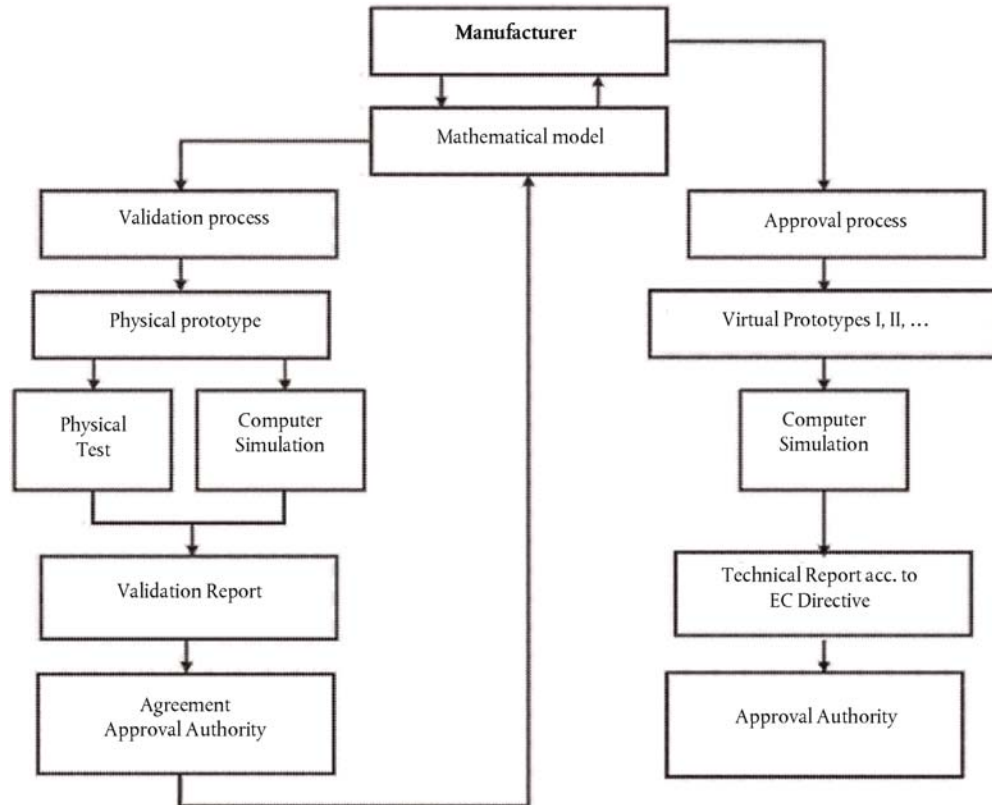 Manufacturer
Mathematical model
Validation process
Physical prototype
Physical
Test
Computer
Simulation
Validation Report
Agreement
Approval Authority
Approval process
Virtual Prototypes I, II, …
Computer
Simulation
Technical Report acc. to
EC Directive
Approval Authority